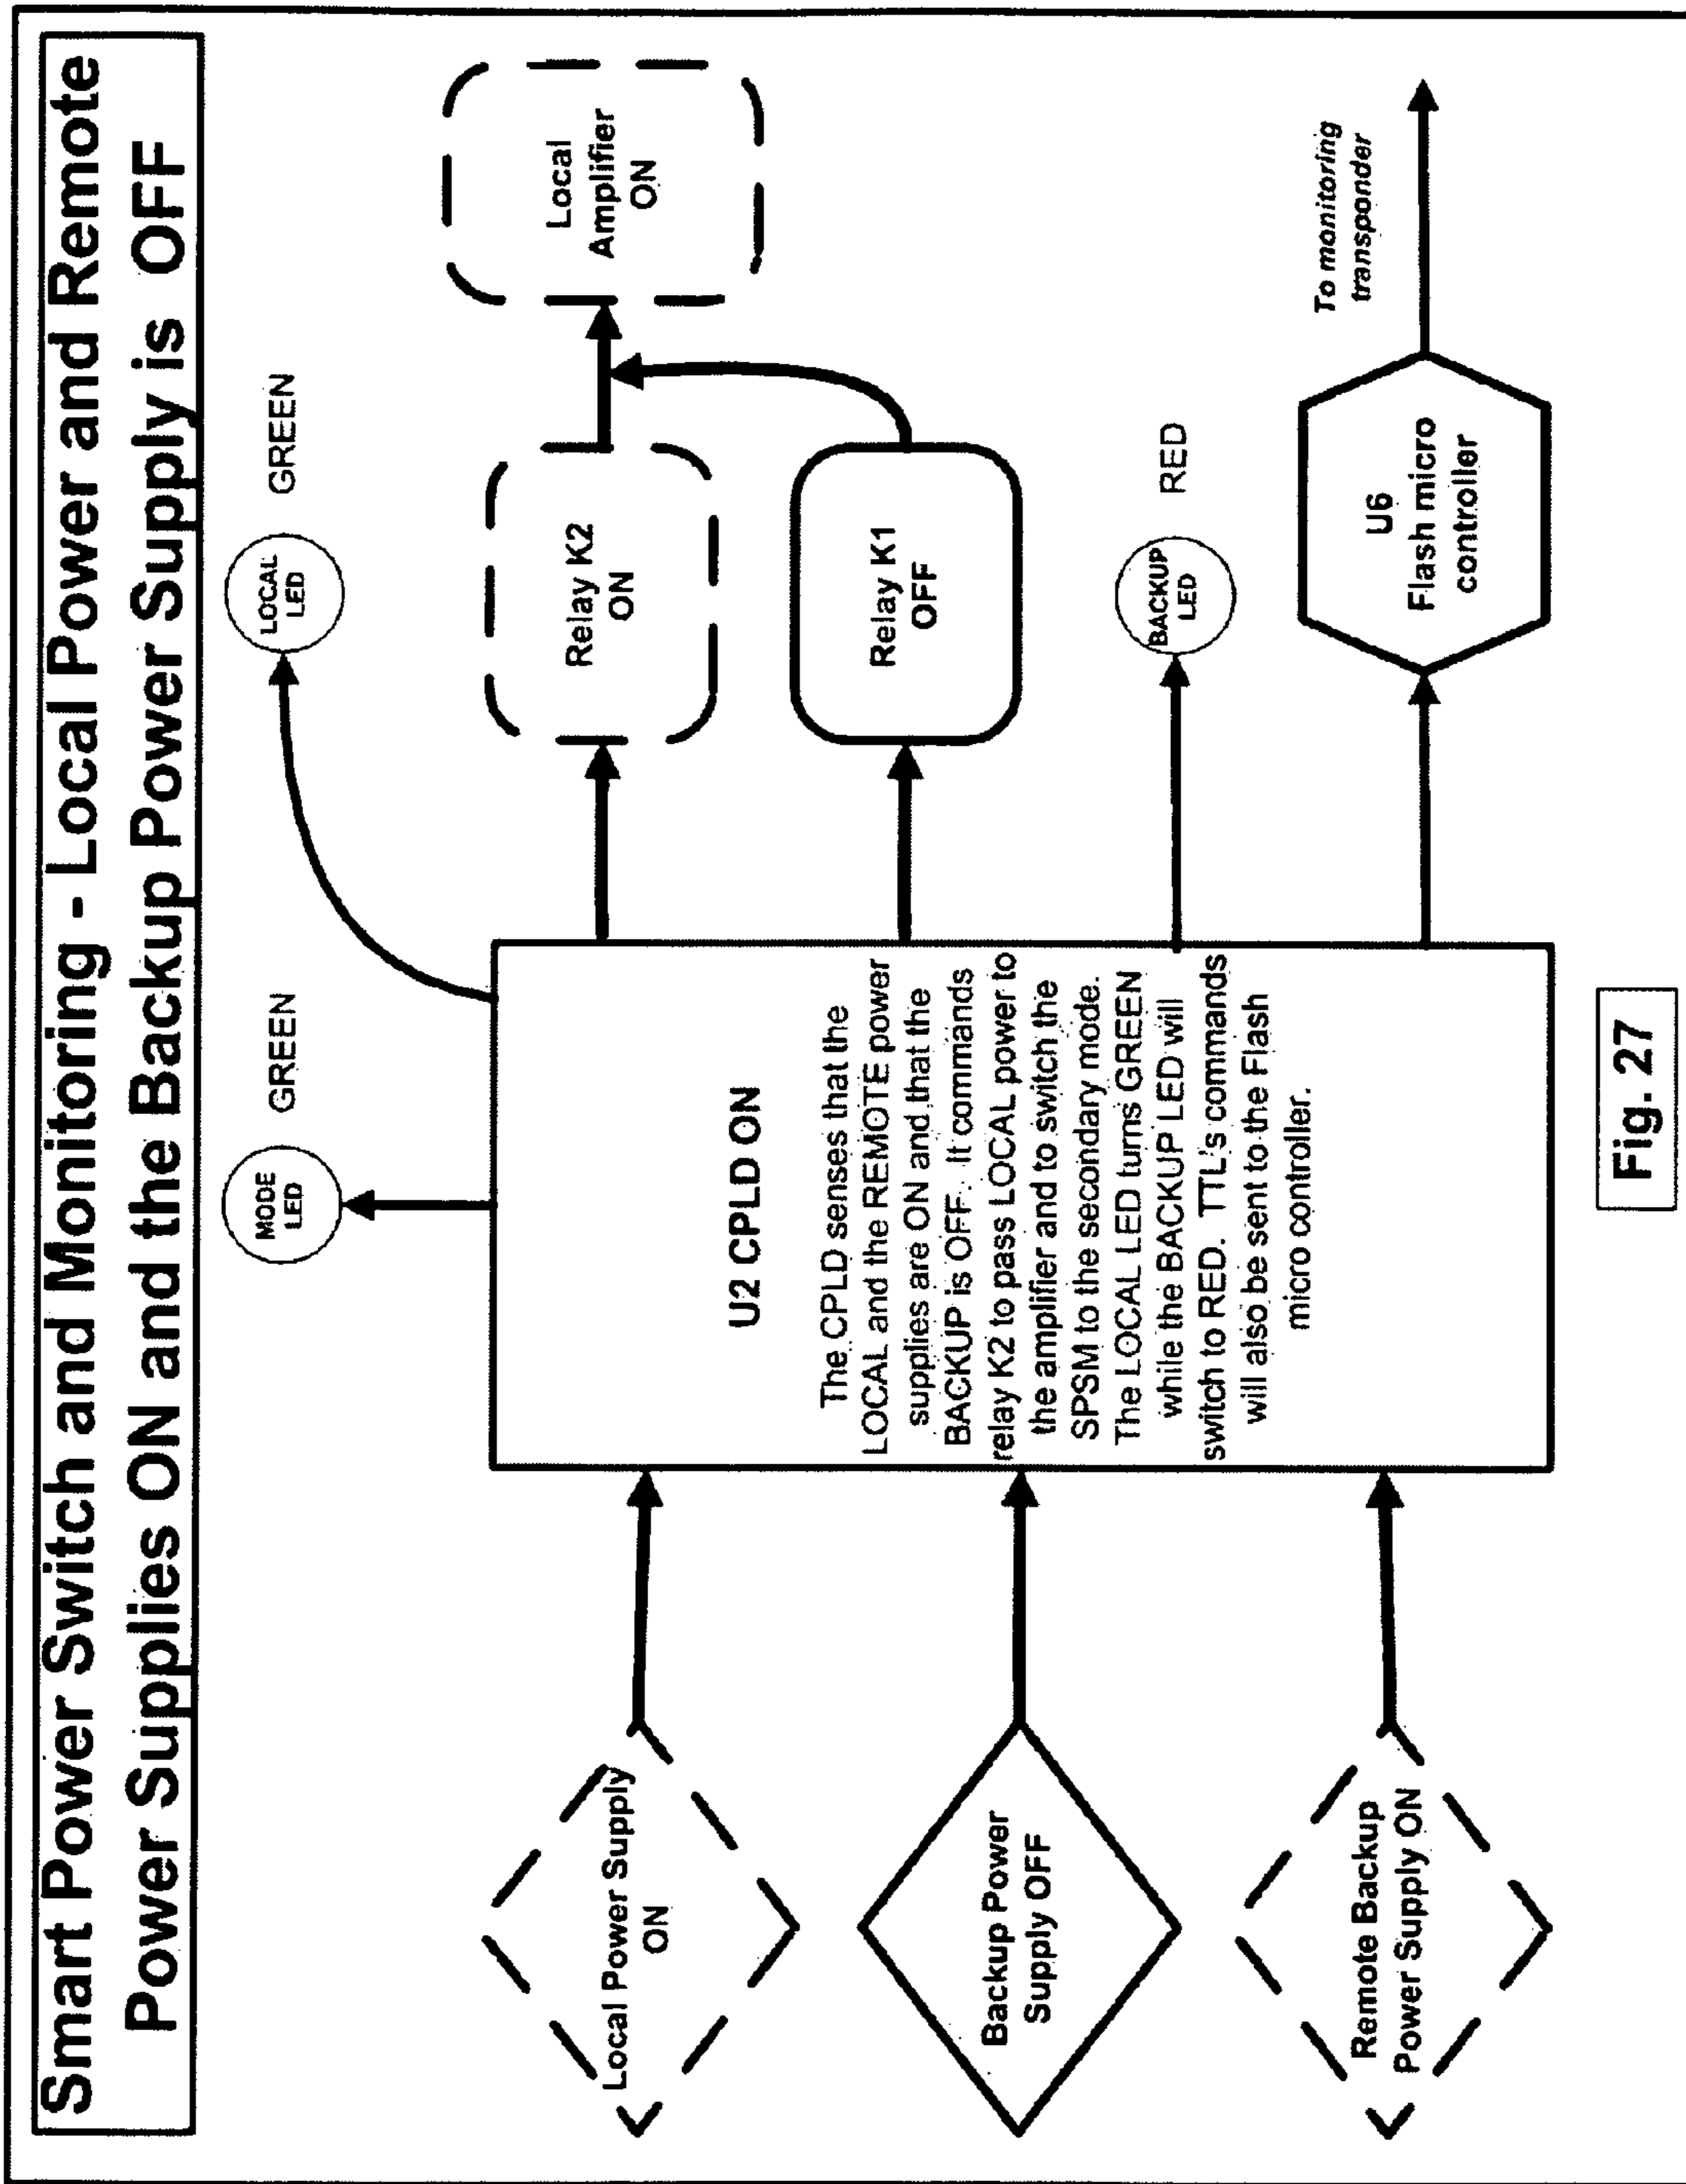 Smart Power Switch and Monitoring - Local Power and Remote
Power Supplies ON and the Backup Power Supply is OFF
MODE
LED
GREEN
LOCAL
LED
GREEN
Local Power Supply
ON
Backup Power
Supply OFF
Remote Backup
Power Supply ON
U2 CPLD ON
The CPLD senses that the
LOCAL and the REMOTE power
supplies are ON and that the
BACKUP is OFF. It commands
relay K2 to pass LOCAL power to
the amplifier and to switch the
SPSM to the secondary mode.
The LOCAL LED turns GREEN
while the BACKUP LED will
switch to RED. TTL's commands
will also be sent to the Flash
micro controller.
Relay K2
ON
Relay K1
OFF
Local
Amplifier
ON
BACKUP
LED
RED
U6
Flash micro
controller
To monitoring
transponder
Fig. 27